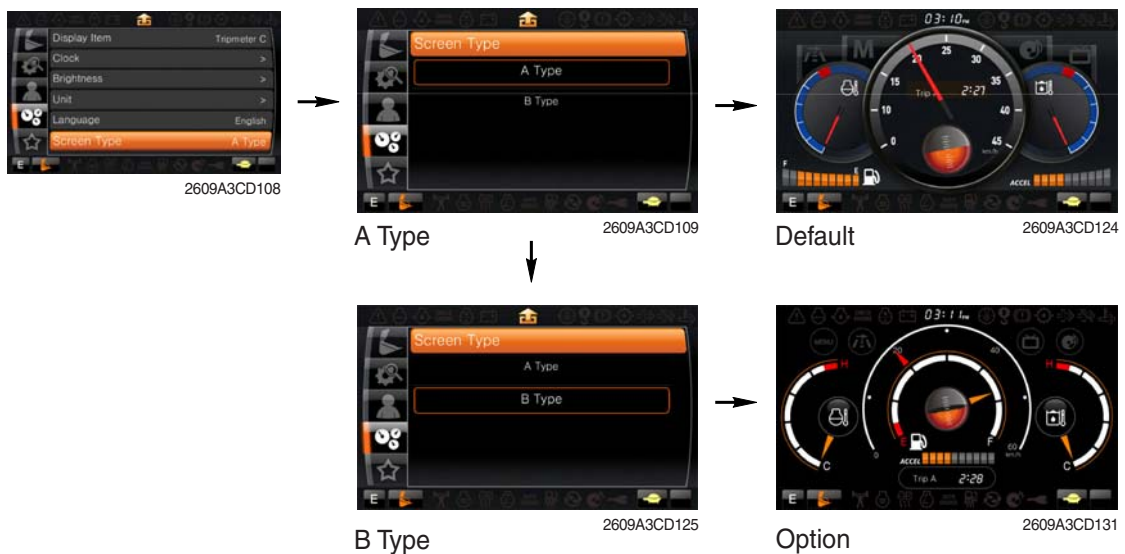 Display Item Tripmeter C
Clock >
Brightness >
Unit >
Language English
Screen Type A Type
E
2609A3CD108
Screen Type
A Type
B Type
E
A Type
2609A3CD109
03:10 PM
M
0
10
15
20
25
30
35
40
45
km/h
Trip 2:27
F
E
ACCEL
E
Default
2609A3CD124
Screen Type
A Type
B Type
E
B Type
2609A3CD125
03:11 PM
MENU
H
C
0
20
40
60
km/h
E
F
H
C
ACCEL
Trip A 2:28
E
Option
2609A3CD131